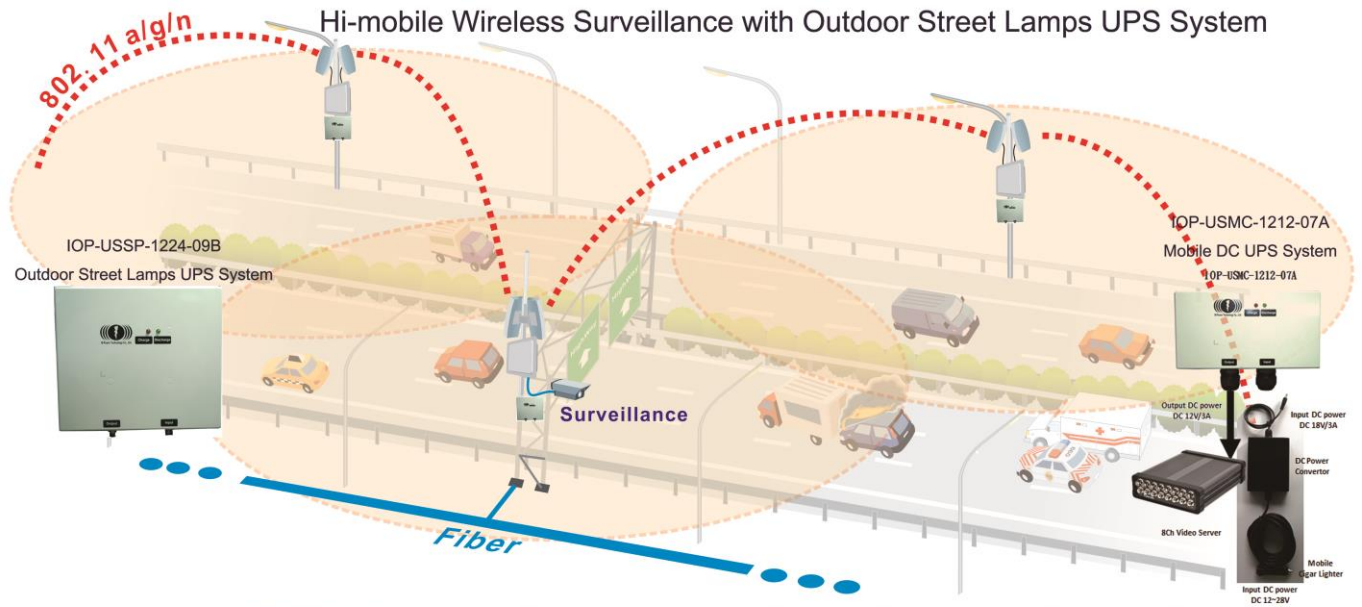 Hi-mobile Wireless Surveillance with Outdoor Street Lamps UPS System
802. 11 a/g/n
IOP-USSP-1224-09B
Outdoor Street Lamps UPS System
Output
Input
Surveillance
Fiber
IOP-USMC-1212-07A
Mobile DC UPS System
IOP-USMC-1212-07A
Output DC power
DC 12V/3A
Input DC power
DC 18V/3A
DC Power
Convertor
8Ch Video Server
Mobile
Cigar Lighter
Input DC power
DC 12~28V